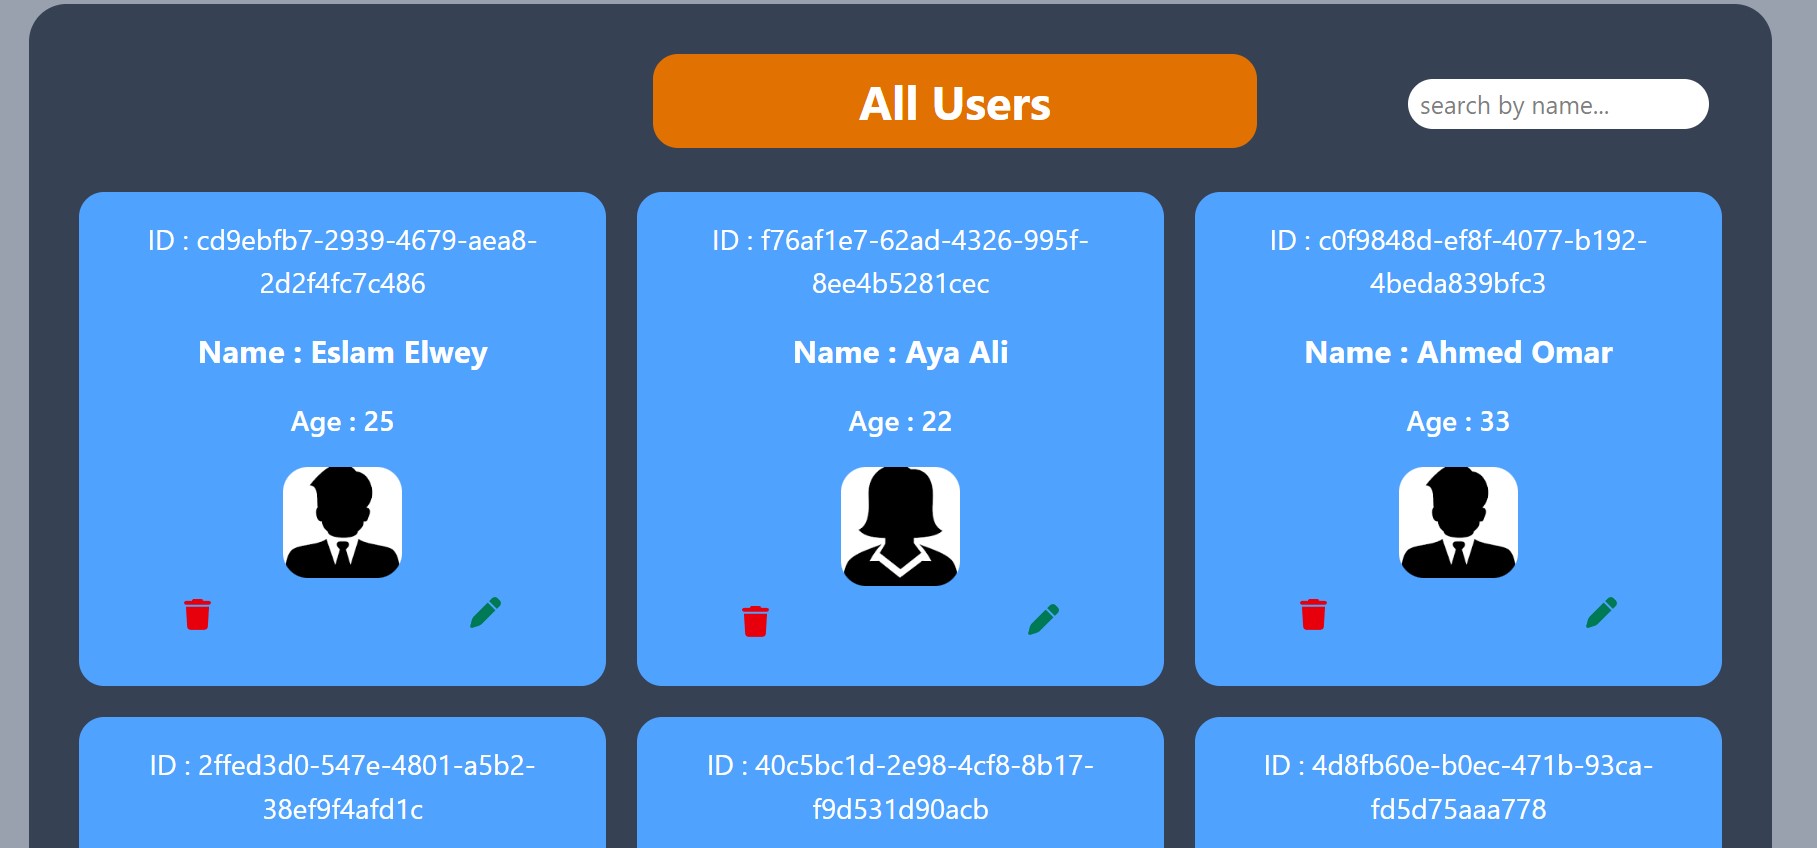 All Users
search by name...
ID : cd9ebfb7-2939-4679-aea8-
2d2f4fc7c486
Name : Eslam Elwey
Age : 25
ID : f76af1e7-62ad-4326-995f-
8ee4b5281cec
Name : Aya Ali
Age : 22
ID : c0f9848d-ef8f-4077-b192-
4beda839bfc3
Name : Ahmed Omar
Age : 33
ID : 2ffed3d0-547e-4801-a5b2-
38ef9f4afd1c
ID : 40c5bc1d-2e98-4cf8-8b17-
f9d531d90acb
ID : 4d8fb60e-b0ec-471b-93ca-
fd5d75aaa778